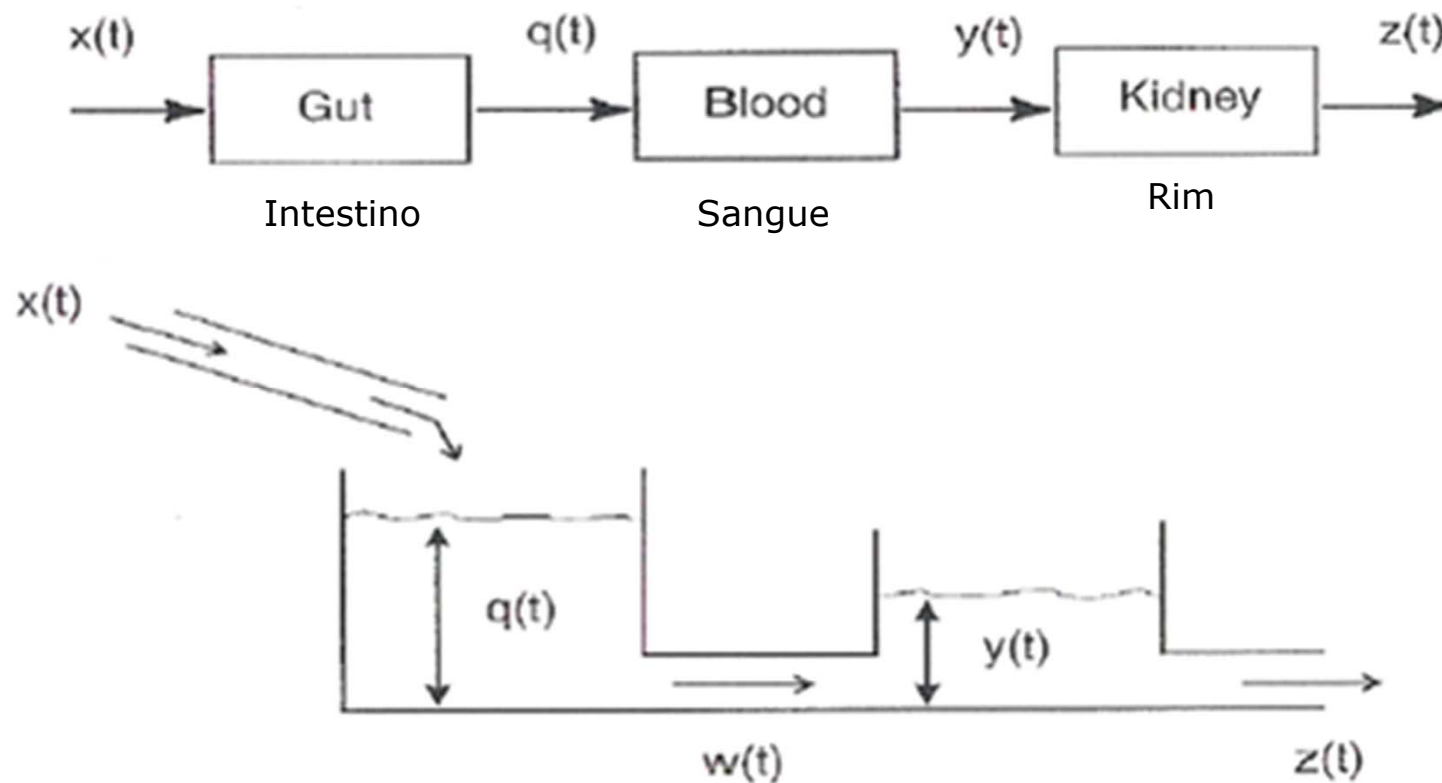 x(t) q(t) y(t) z(t)
Gut Blood Kidney
Intestino Sangue Rim
x(t)
q(t) y(t)
w(t) z(t)